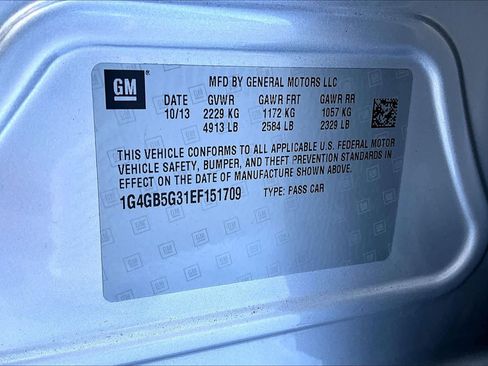 GM ® MFD BY GENERAL MOTORS LLC
DATE GVWR GAWR FRT GAWR RR
10/13 2229 KG 1172 KG 1057 KG
4913 LB 2584 LB 2329 LB
THIS VEHICLE CONFORMS TO ALL APPLICABLE U.S. FEDERAL MOTOR
VEHICLE SAFETY, BUMPER, AND THEFT PREVENTION STANDARDS IN
EFFECT ON THE DATE OF MANUFACTURE SHOWN ABOVE.
1G4GB5G31EF151709 TYPE: PASS CAR